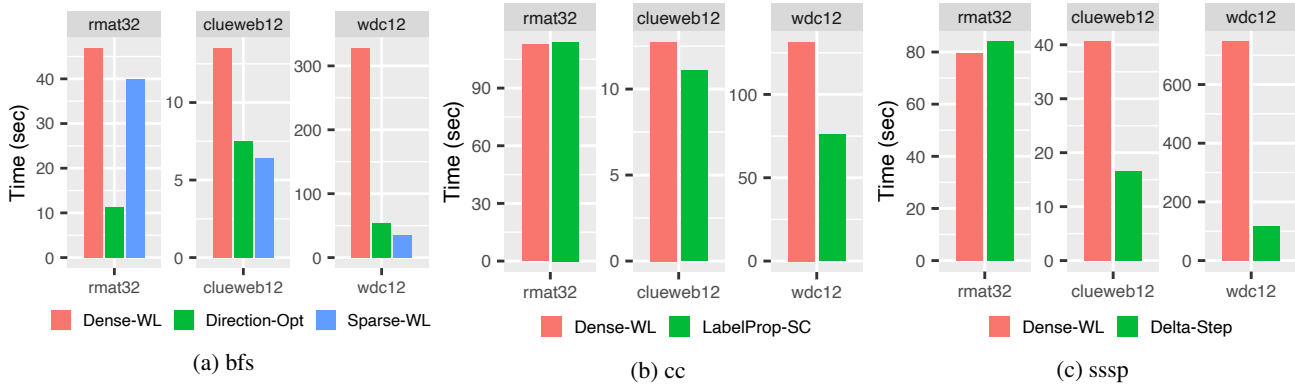 rmat32 clueweb12 wdc12
Time (sec)
40
30
20
10
0
10
5
0
300
200
100
0
rmat32 clueweb12 wdc12
Dense-WL Direction-Opt Sparse-WL
(a) bfs
rmat32 clueweb12 wdc12
Time (sec)
90
60
30
0
10
5
0
100
50
0
rmat32 clueweb12 wdc12
Dense-WL LabelProp-SC
(b) cc
rmat32 clueweb12 wdc12
Time (sec)
80
60
40
20
0
40
30
20
10
0
600
400
200
0
rmat32 clueweb12 wdc12
Dense-WL Delta-Step
(c) sssp